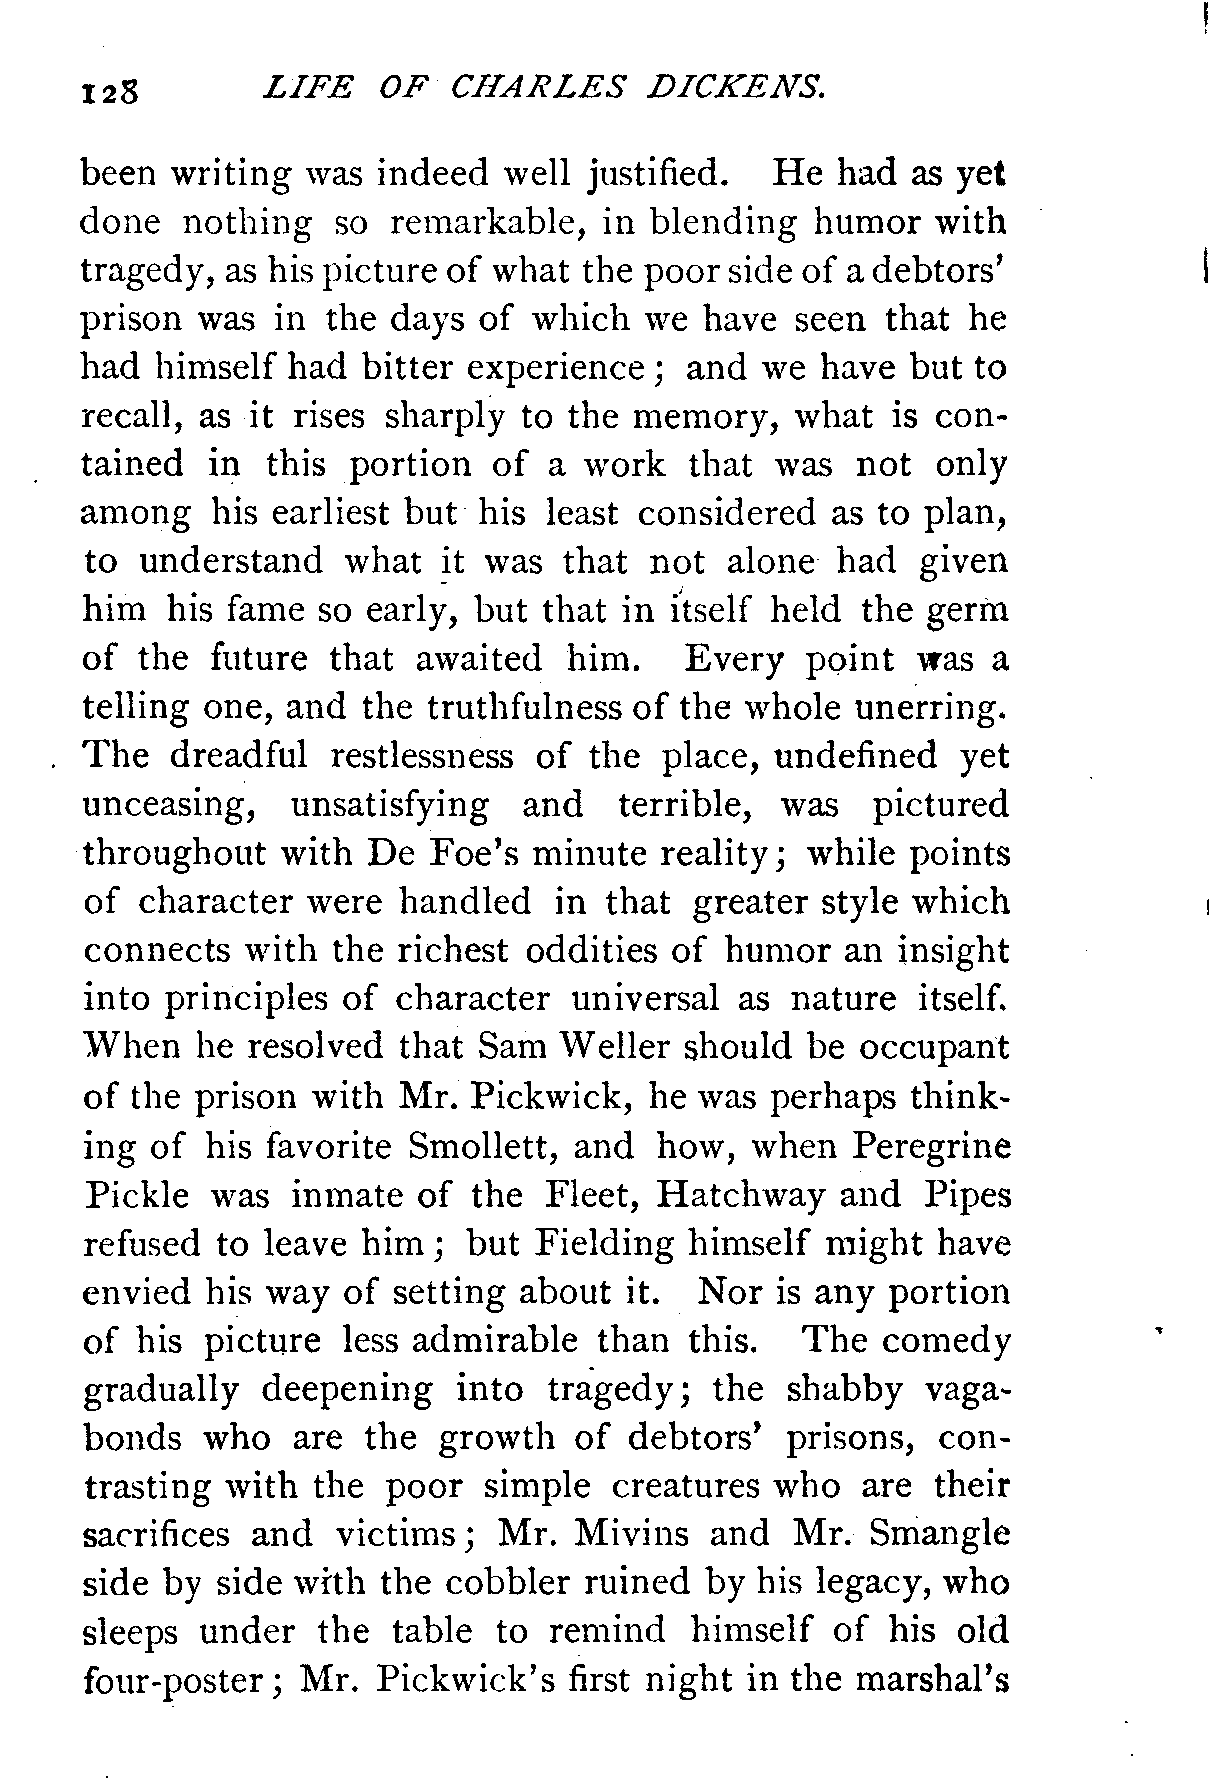 128 LIFE OF CHARLES DICKENS.
been writing was indeed well justified. He had as yet
done nothing so remarkable, in blending humor with
tragedy, as his picture of what the poor side of a debtors'
prison was in the days of which we have seen that he
had himself had bitter experience ; and we have but to
recall, as it rises sharply to the memory, what is con-
tained in this portion of a work that was not only
among his earliest but his least considered as to plan,
to understand what it was that not alone had given
him his fame so early, but that in itself held the germ
of the future that awaited him. Every point was a
telling one, and the truthfulness of the whole unerring.
The dreadful restlessness of the place, undefined yet
unceasing, unsatisfying and terrible, was pictured
throughout with De Foe's minute reality ; while points
of character were handled in that greater style which
connects with the richest oddities of humor an insight
into principles of character universal as nature itself.
When he resolved that Sam Weller should be occupant
of the prison with Mr. Pickwick, he was perhaps think-
ing of his favorite Smollett, and how, when Peregrine
Pickle was inmate of the Fleet, Hatchway and Pipes
refused to leave him ; but Fielding himself might have
envied his way of setting about it. Nor is any portion
of his picture less admirable than this. The comedy
gradually deepening into tragedy ; the shabby vaga-
bonds who are the growth of debtors' prisons, con-
trasting with the poor simple creatures who are their
sacrifices and victims ; Mr. Mivins and Mr. Smangle
side by side with the cobbler ruined by his legacy, who
sleeps under the table to remind himself of his old
four-poster ; Mr. Pickwick's first night in the marshal's